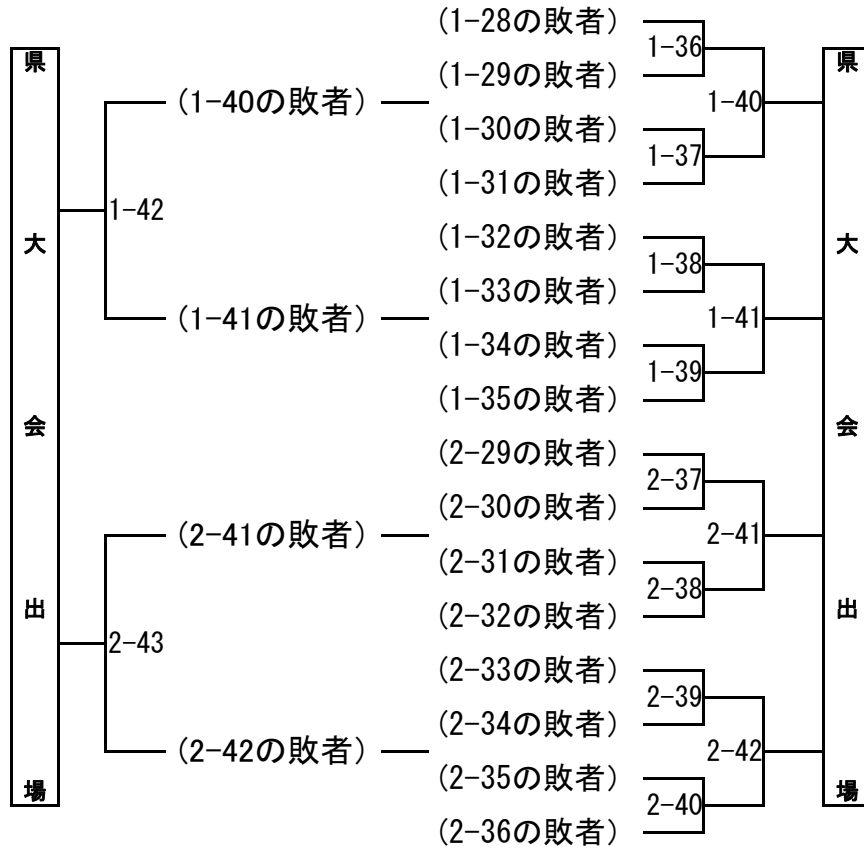 県大会出場
(1-40の敗者)
1-42
(1-41の敗者)
(2-41の敗者)
2-43
(2-42の敗者)
(1-28の敗者)
1-36
(1-29の敗者)
1-40
(1-30の敗者)
1-37
(1-31の敗者)
(1-32の敗者)
1-38
(1-33の敗者)
1-41
(1-34の敗者)
1-39
(1-35の敗者)
(2-29の敗者)
2-37
(2-30の敗者)
2-41
(2-31の敗者)
2-38
(2-32の敗者)
(2-33の敗者)
2-39
(2-34の敗者)
2-42
(2-35の敗者)
2-40
(2-36の敗者)
県大会出場